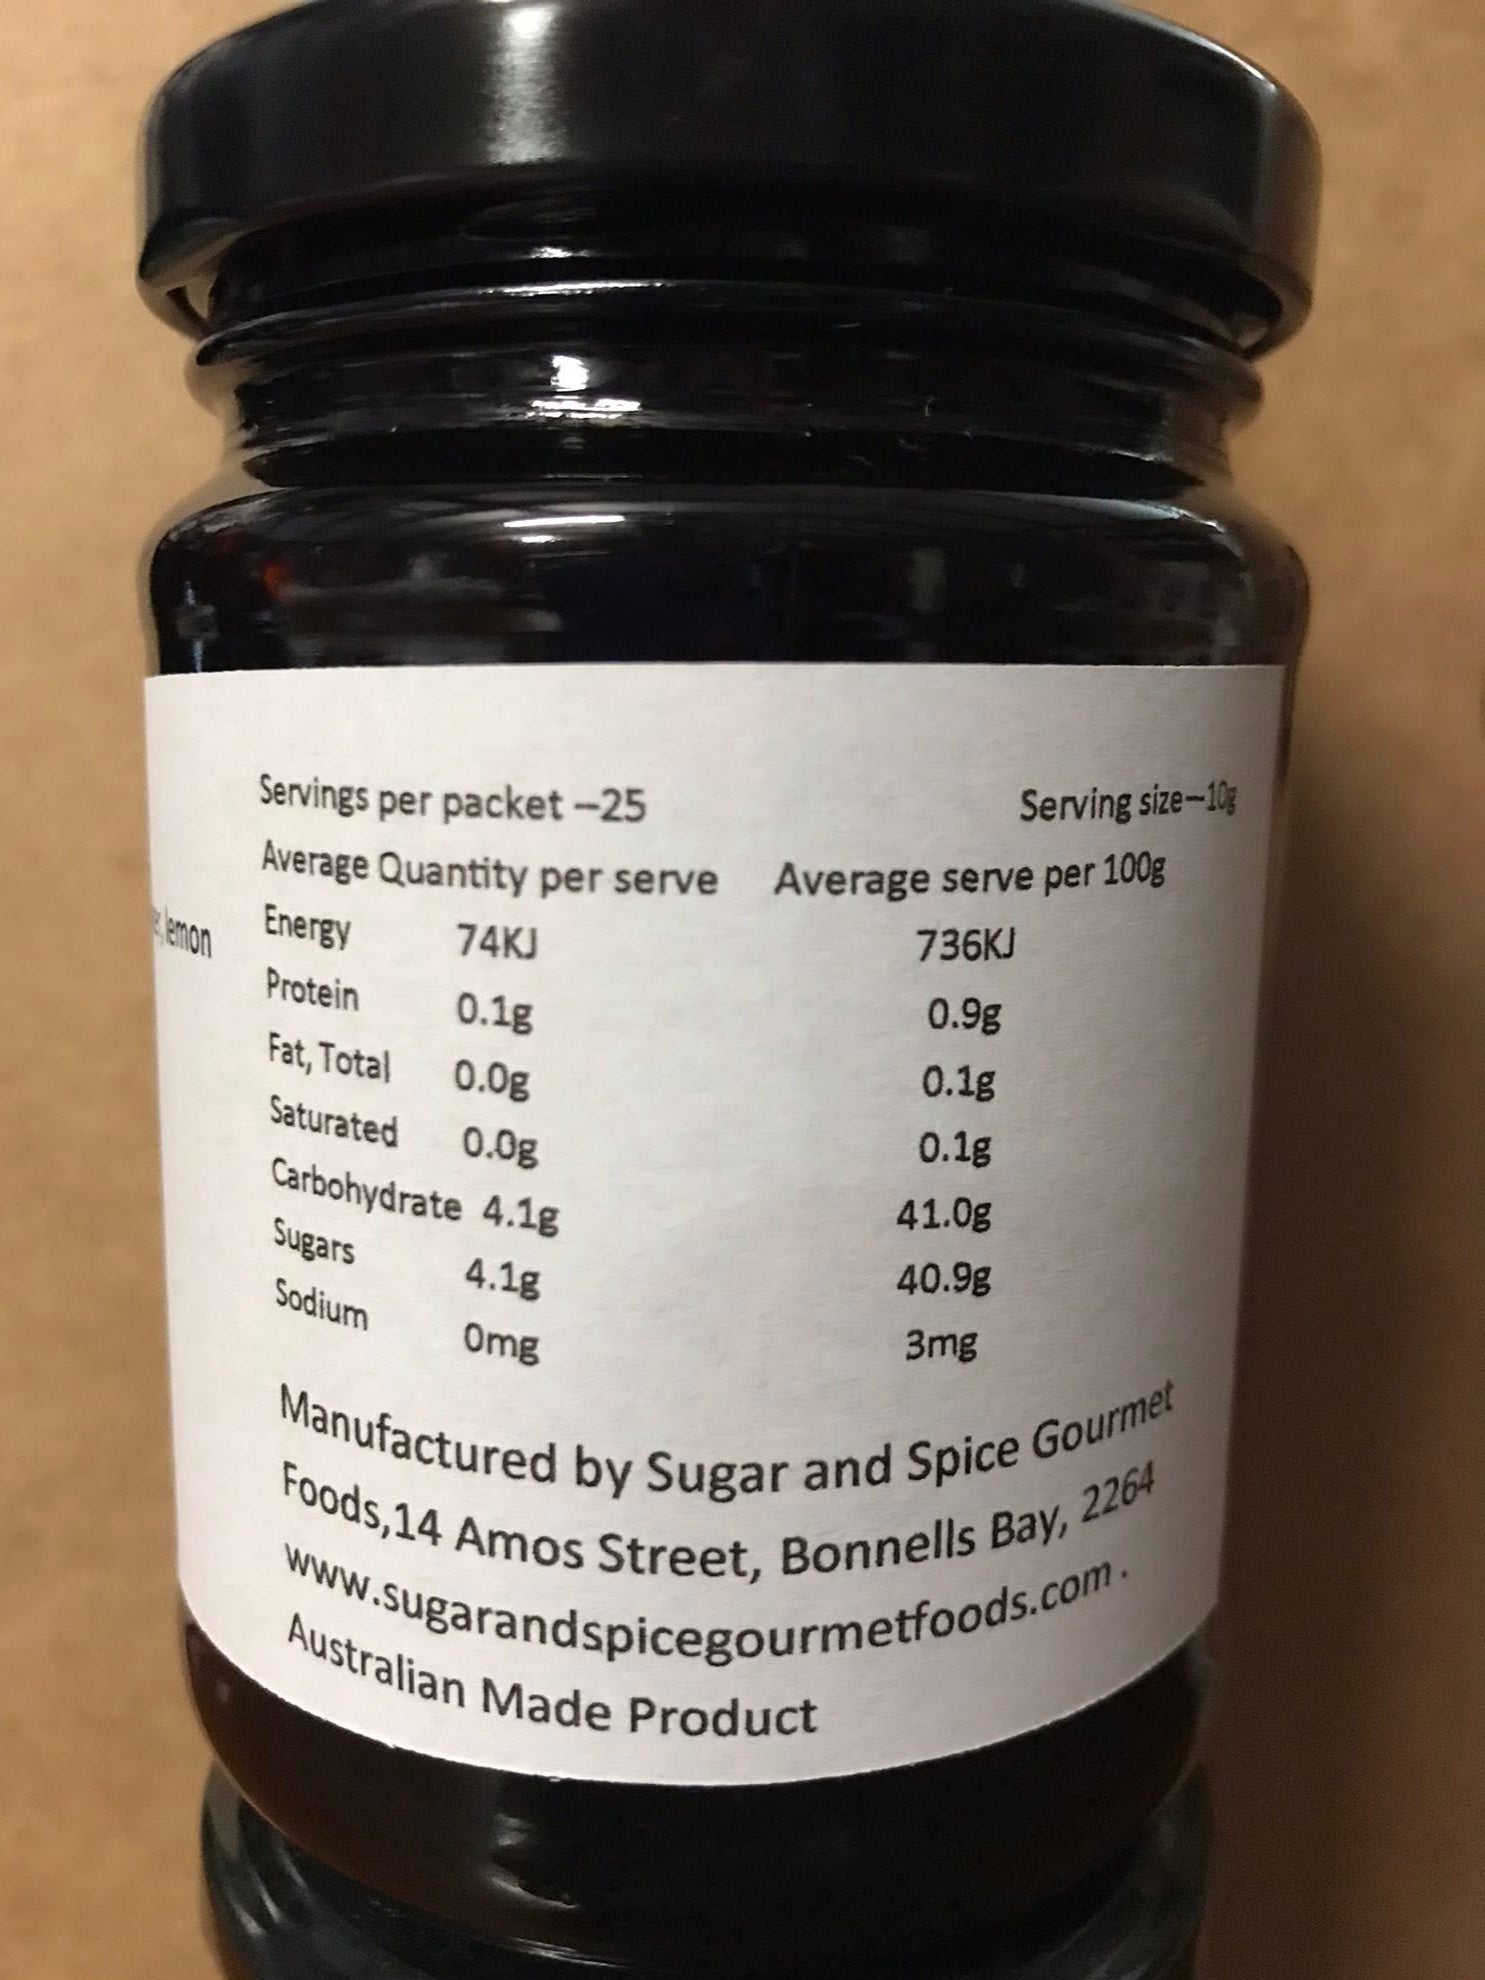 Servings per packet –25 Serving size–10g
Average Quantity per serve Average serve per 100g
lemon
Energy 74KJ 736KJ
Protein 0.1g 0.9g
Fat, Total 0.0g 0.1g
Saturated 0.0g 0.1g
Carbohydrate 4.1g 41.0g
Sugars 4.1g 40.9g
Sodium 0mg 3mg
Manufactured by Sugar and Spice Gourmet
Foods,14 Amos Street, Bonnells Bay, 2264
www.sugarandspicegourmetfoods.com.
Australian Made Product